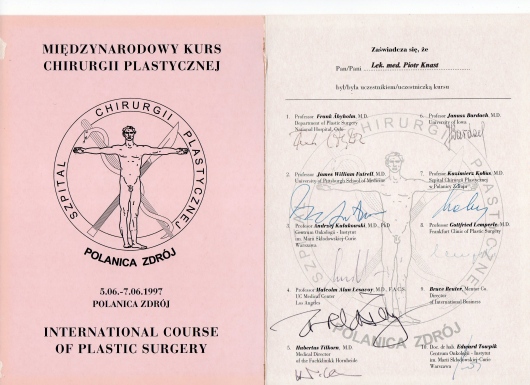 MIĘDZYNARODOWY KURS
CHIRURGII PLASTYCZNEJ
SZPITAL CHIRURGII PLASTYCZNEJ
POLANICA ZDRÓJ
5.06.-7.06.1997
POLANICA ZDRÓJ
INTERNATIONAL COURSE
OF PLASTIC SURGERY
Zaświadcza się, że
Pan/Pani Lek. med. Piotr Knast
był/była uczestnikiem/uczestniczką kursu
1. Professor Frank Åbyholm, M.D.
Department of Plastic Surgery
National Hospital, Oslo
2. Professor James William Futrell, M.D.
University of Pittsburgh School of Medicine
3. Professor Andrzej Kułakowski, M.D., PhD
Centrum Onkologii - Instytut
im. Marii Skłodowskiej-Curie
Warszawa
4. Professor Malcolm Alan Lesavoy, M.D., F.A.C.S.
UC Medical Center
Los Angeles
5. Hubertus Tilkorn, M.D.
Medical Director
of the Fachklinik Hornheide
6. Professor Janusz Bardach, M.D.
University of Iowa
7. Professor Kazimierz Kobus, M.D.
Szpital Chirurgii Plastycznej
w Polanicy Zdroju
8. Professor Gottfried Lemperle, M.D.
Frankfurt Clinic of Plastic Surgery
9. Bruce Reuter,
Director
of International Business
10. Doc. dr hab. Edward Towpik
Centrum Onkologii - Instytut
im. Marii Skłodowskiej-Curie
Warszawa
SZPITAL CHIRURGII PLASTYCZNEJ
POLANICA ZDRÓJ